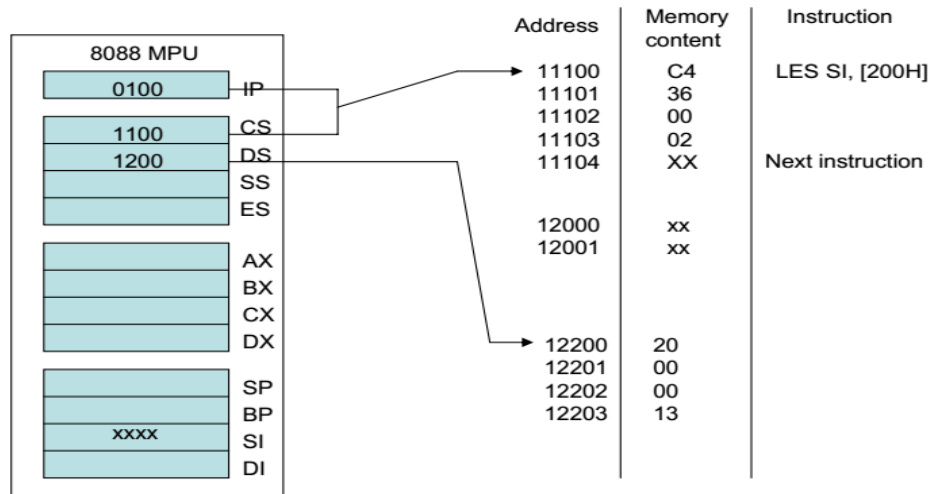 8088 MPU
0100 IP
1100 CS
1200 DS
SS
ES
AX
BX
CX
DX
SP
BP
xxxx SI
DI
Address Memory content Instruction
11100 C4 LES SI, [200H]
11101 36
11102 00
11103 02
11104 XX Next instruction
12000 xx
12001 xx
12200 20
12201 00
12202 00
12203 13